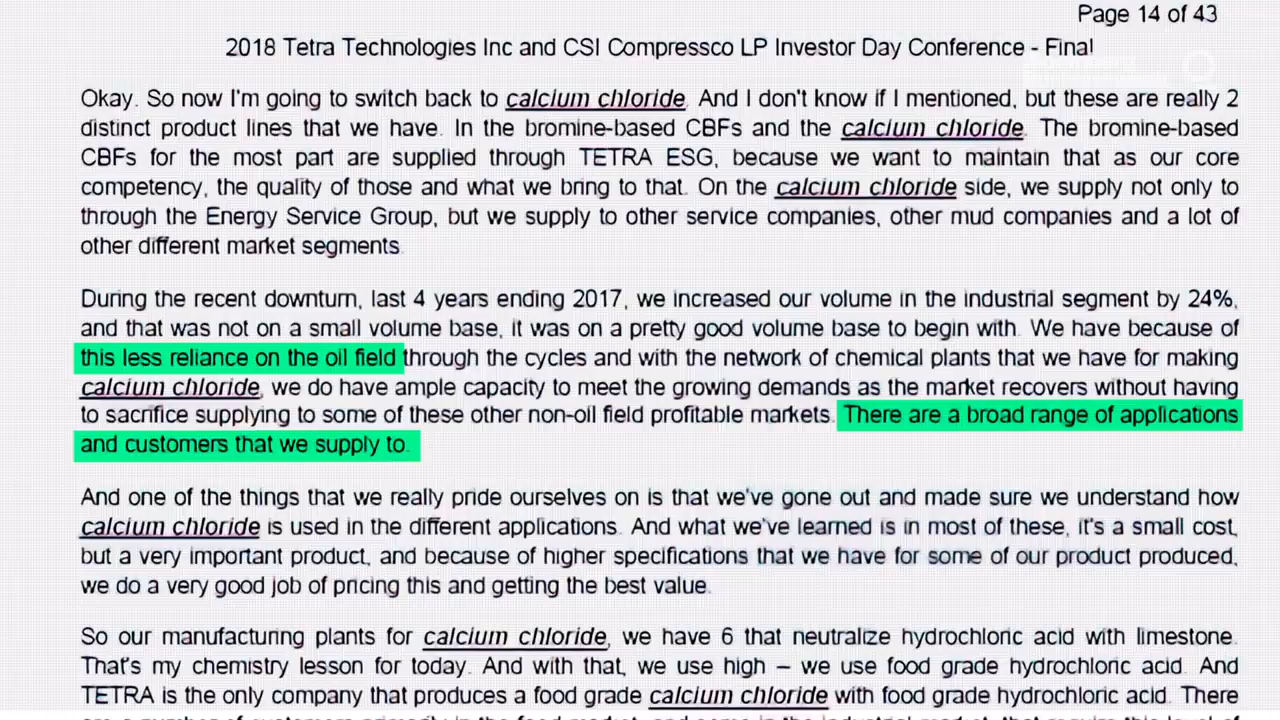 Page 14 of 43
2018 Tetra Technologies Inc and CSI Compressco LP Investor Day Conference - Final
Okay. So now I'm going to switch back to calcium chloride. And I don't know if I mentioned, but these are really 2
distinct product lines that we have. In the bromine-based CBFs and the calcium chloride. The bromine-based
CBFs for the most part are supplied through TETRA ESG, because we want to maintain that as our core
competency, the quality of those and what we bring to that. On the calcium chloride side, we supply not only to
through the Energy Service Group, but we supply to other service companies, other mud companies and a lot of
other different market segments.
During the recent downturn, last 4 years ending 2017, we increased our volume in the industrial segment by 24%,
and that was not on a small volume base, it was on a pretty good volume base to begin with. We have because of
this less reliance on the oil field through the cycles and with the network of chemical plants that we have for making
calcium chloride, we do have ample capacity to meet the growing demands as the market recovers without having
to sacrifice supplying to some of these other non-oil field profitable markets. There are a broad range of applications
and customers that we supply to.
And one of the things that we really pride ourselves on is that we've gone out and made sure we understand how
calcium chloride is used in the different applications. And what we've learned is in most of these, it's a small cost,
but a very important product, and because of higher specifications that we have for some of our product produced,
we do a very good job of pricing this and getting the best value.
So our manufacturing plants for calcium chloride, we have 6 that neutralize hydrochloric acid with limestone.
That's my chemistry lesson for today. And with that, we use high – we use food grade hydrochloric acid. And
TETRA is the only company that produces a food grade calcium chloride with food grade hydrochloric acid. There